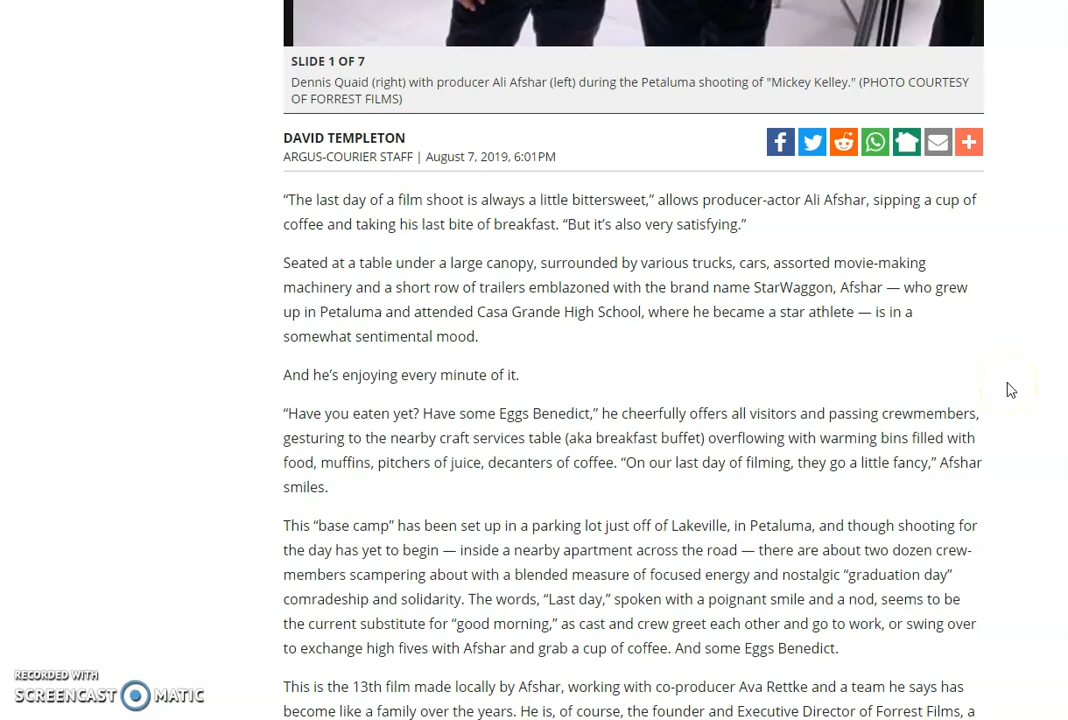 SLIDE 1 OF 7
Dennis Quaid (right) with producer Ali Afshar (left) during the Petaluma shooting of "Mickey Kelley." (PHOTO COURTESY
OF FORREST FILMS)
DAVID TEMPLETON
ARGUS-COURIER STAFF | August 7, 2019, 6:01PM
“The last day of a film shoot is always a little bittersweet,” allows producer-actor Ali Afshar, sipping a cup of
coffee and taking his last bite of breakfast. “But it’s also very satisfying.”
Seated at a table under a large canopy, surrounded by various trucks, cars, assorted movie-making
machinery and a short row of trailers emblazoned with the brand name StarWaggon, Afshar — who grew
up in Petaluma and attended Casa Grande High School, where he became a star athlete — is in a
somewhat sentimental mood.
And he’s enjoying every minute of it.
“Have you eaten yet? Have some Eggs Benedict,” he cheerfully offers all visitors and passing crewmembers,
gesturing to the nearby craft services table (aka breakfast buffet) overflowing with warming bins filled with
food, muffins, pitchers of juice, decanters of coffee. “On our last day of filming, they go a little fancy,” Afshar
smiles.
This “base camp” has been set up in a parking lot just off of Lakeville, in Petaluma, and though shooting for
the day has yet to begin — inside a nearby apartment across the road — there are about two dozen crew-
members scampering about with a blended measure of focused energy and nostalgic “graduation day”
comradeship and solidarity. The words, “Last day,” spoken with a poignant smile and a nod, seems to be
the current substitute for “good morning,” as cast and crew greet each other and go to work, or swing over
to exchange high fives with Afshar and grab a cup of coffee. And some Eggs Benedict.
RECORDED WITH
SCREENCAST MATIC
This is the 13th film made locally by Afshar, working with co-producer Ava Rettke and a team he says has
become like a family over the years. He is, of course, the founder and Executive Director of Forrest Films, a